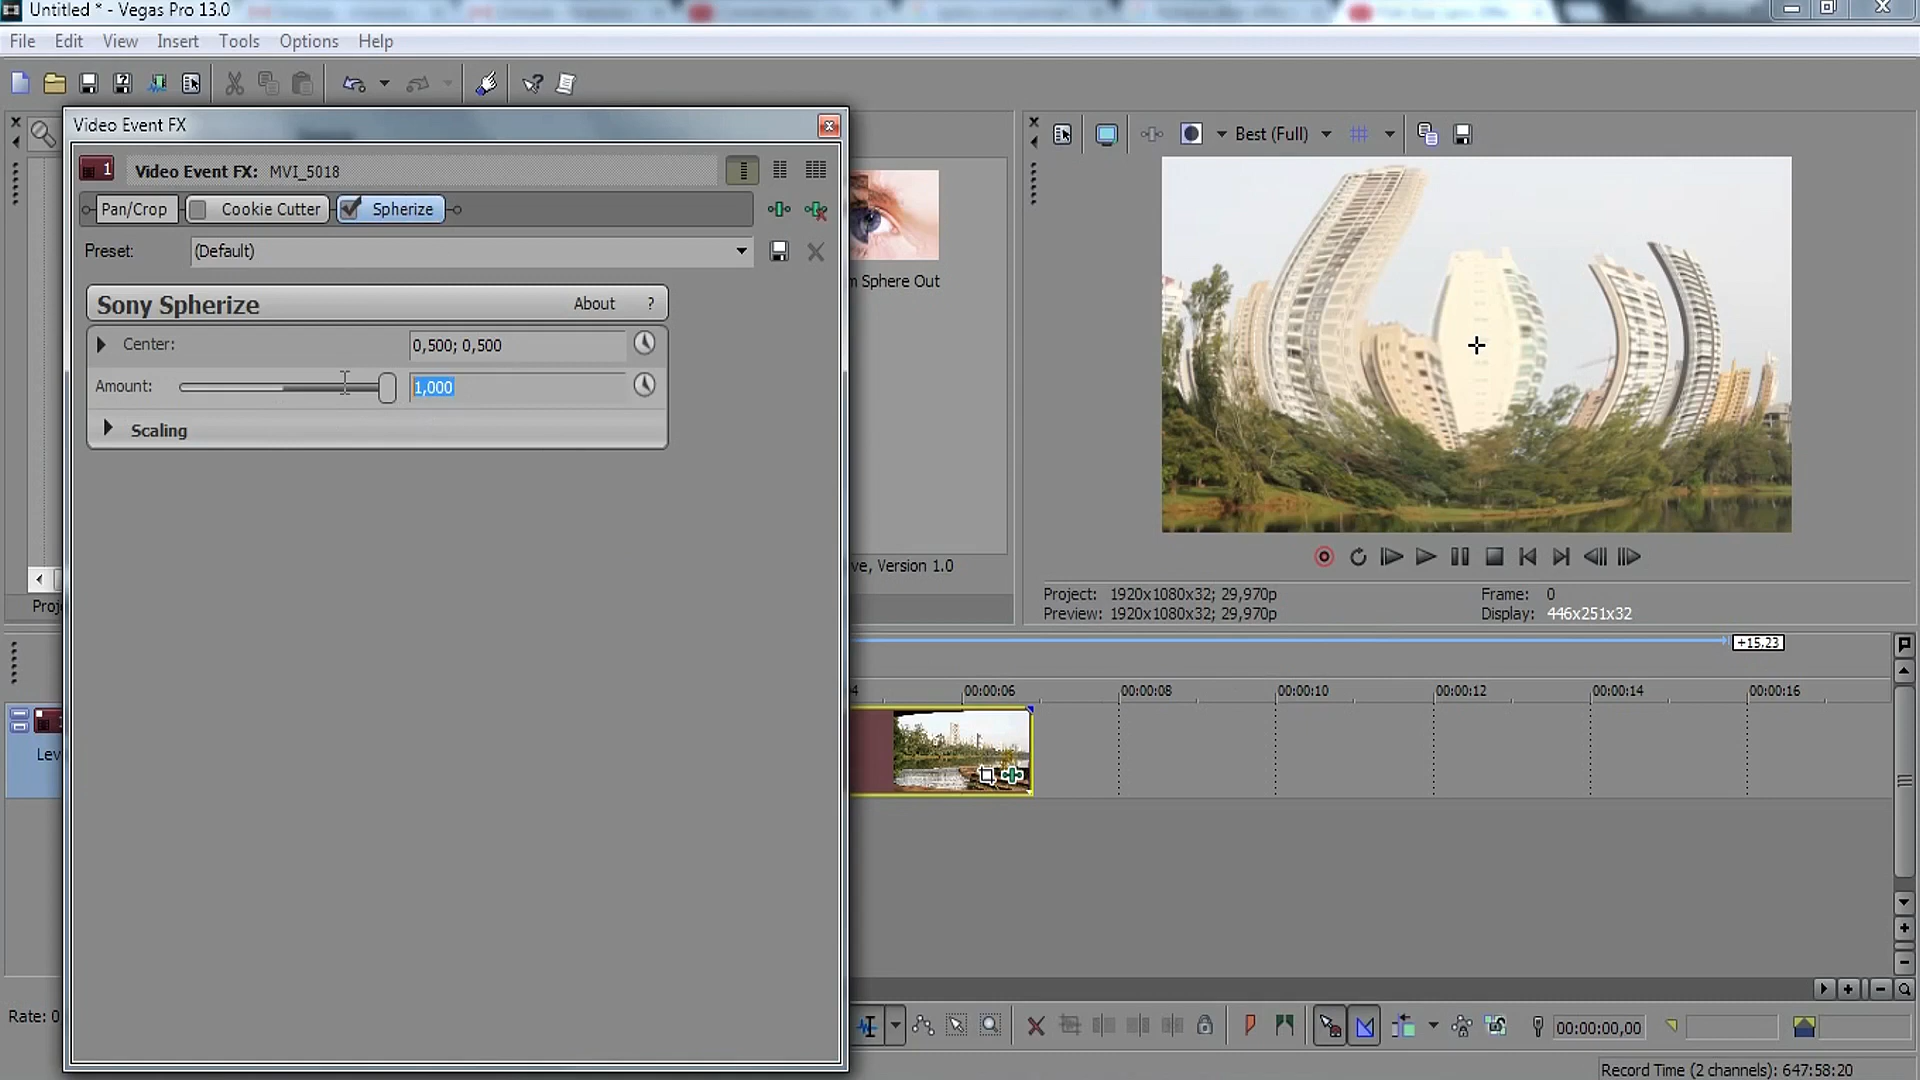 Untitled * - Vegas Pro 13.0
File Edit View Insert Tools Options Help
Video Event FX
1 Video Event FX: MVI_5018
Pan/Crop Cookie Cutter Spherize
Preset: (Default)
Sony Spherize About ?
Center: 0,500; 0,500
Amount: 1,000
Scaling
m Sphere Out
ve, Version 1.0
Proj
Best (Full)
Project: 1920x1080x32; 29,970p
Preview: 1920x1080x32; 29,970p
Frame: 0
Display: 446x251x32
+15.23
4 00:00:06 00:00:08 00:00:10 00:00:12 00:00:14 00:00:16
Lev
Rate: 0
00:00:00,00
Record Time (2 channels): 647:58:20